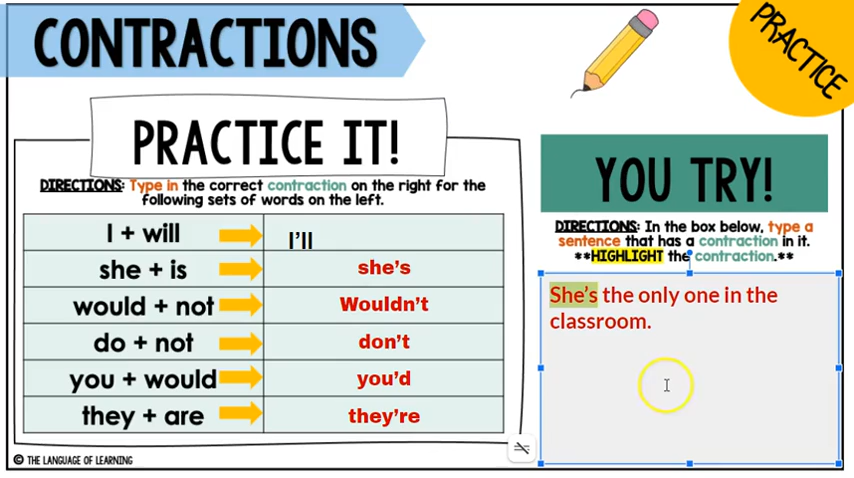 CONTRACTIONS
PRACTICE
PRACTICE IT!
DIRECTIONS: Type in the correct contraction on the right for the
following sets of words on the left.
I + will I'll
she + is she's
would + not Wouldn't
do + not don't
you + would you'd
they + are they're
© THE LANGUAGE OF LEARNING
YOU TRY!
DIRECTIONS: In the box below, type a
sentence that has a contraction in it.
**HIGHLIGHT the contraction.**
She's the only one in the
classroom.